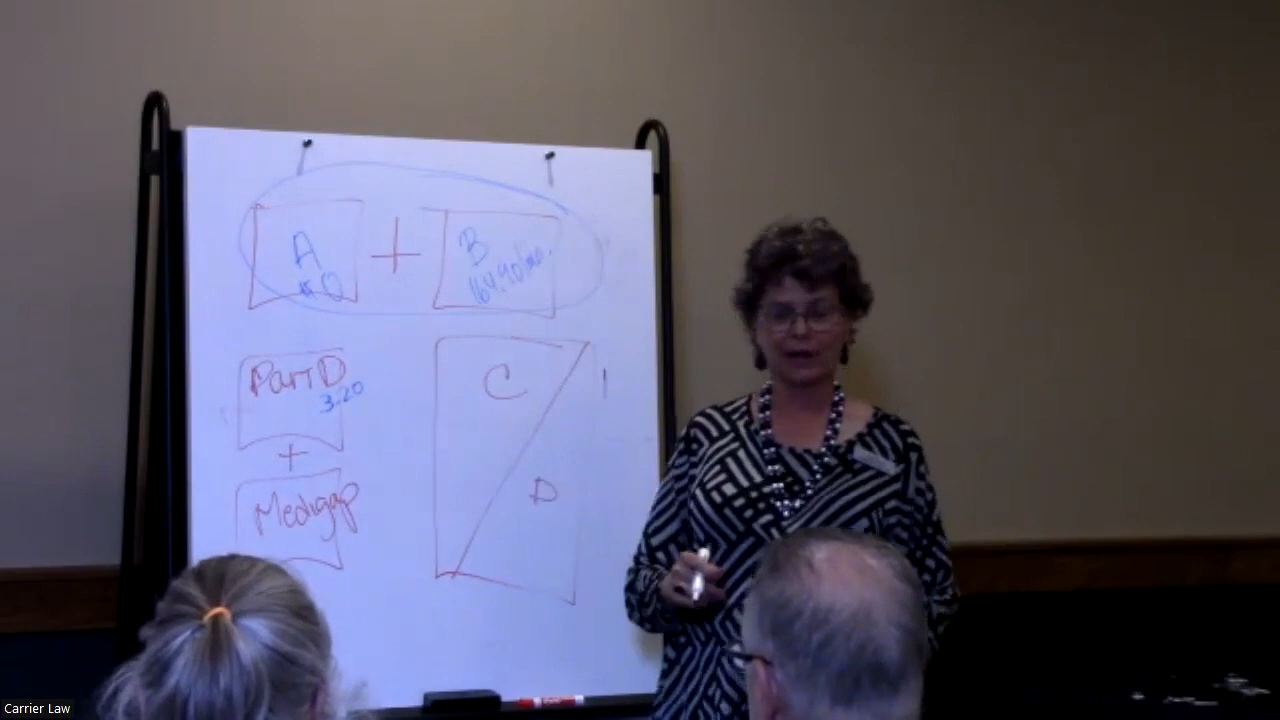 A
$0
+
B
164.90/mo.
Part D
3.20
+
Medigap
C
D
Carrier Law